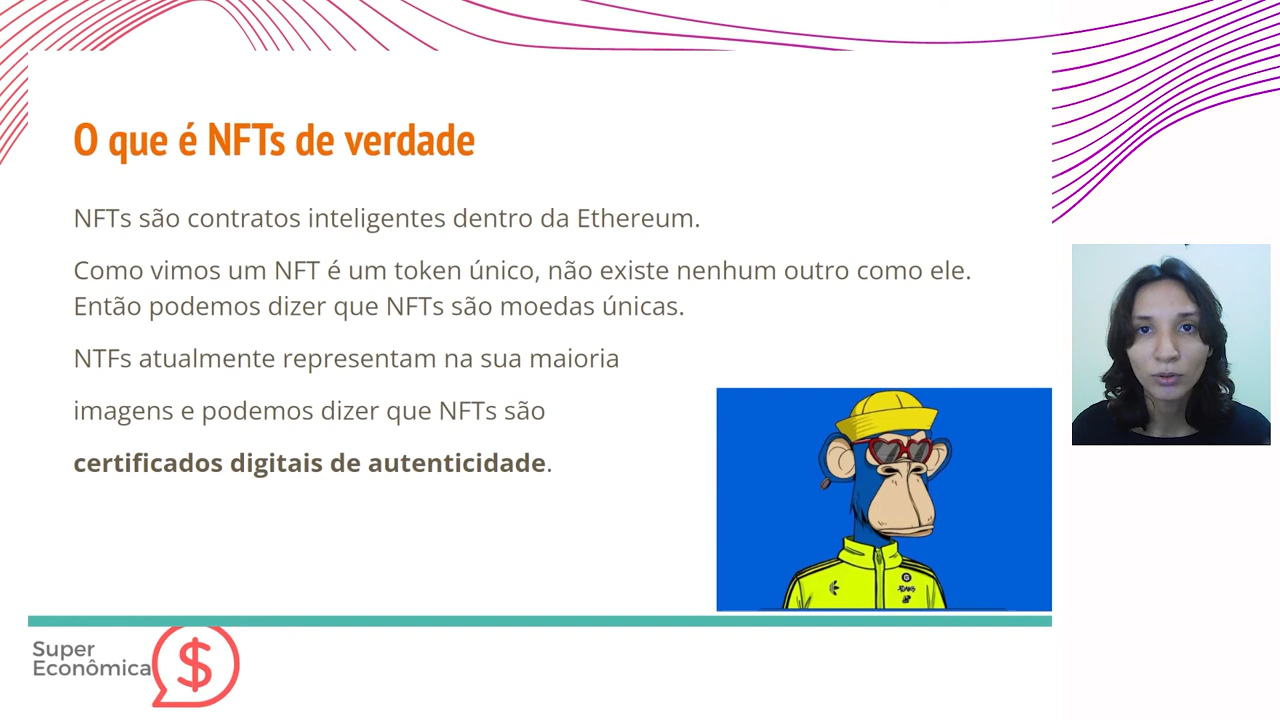 O que é NFTs de verdade
NFTs são contratos inteligentes dentro da Ethereum.
Como vimos um NFT é um token único, não existe nenhum outro como ele.
Então podemos dizer que NFTs são moedas únicas.
NTFs atualmente representam na sua maioria
imagens e podemos dizer que NFTs são
certificados digitais de autenticidade.
Super
Econômica
$